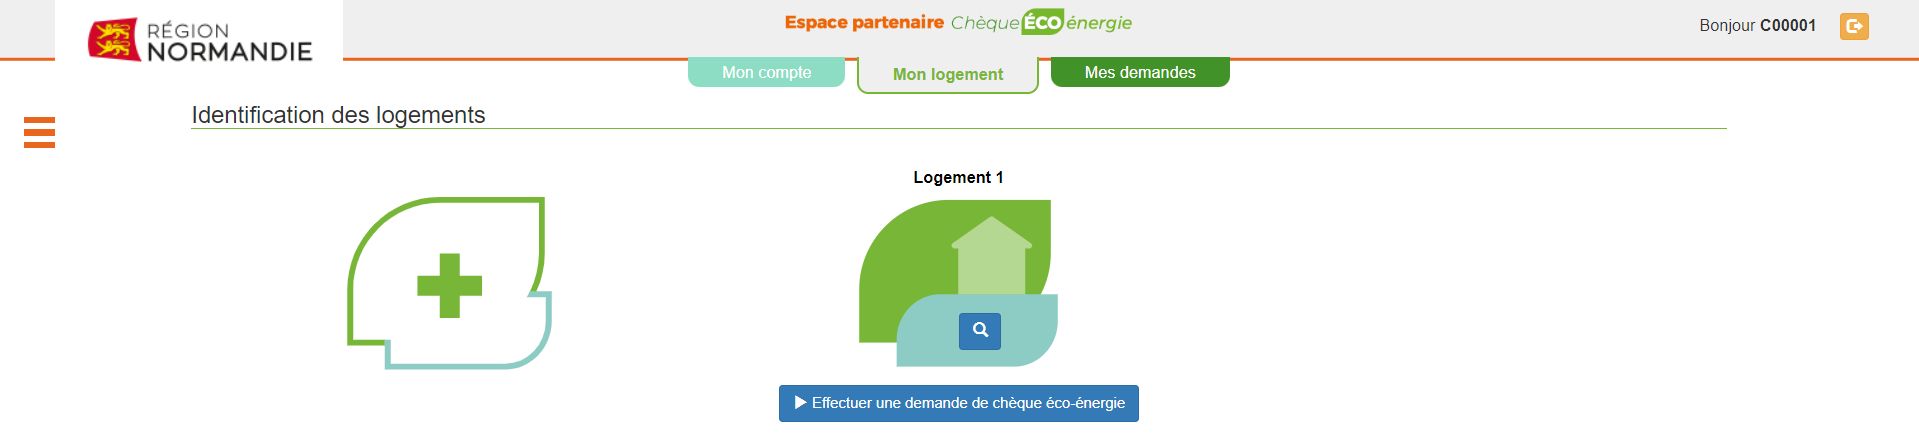 RÉGION
NORMANDIE
Espace partenaire Chèque ÉCO énergie
Bonjour C00001
Mon compte
Mon logement
Mes demandes
Identification des logements
Logement 1
Effectuer une demande de chèque éco-énergie